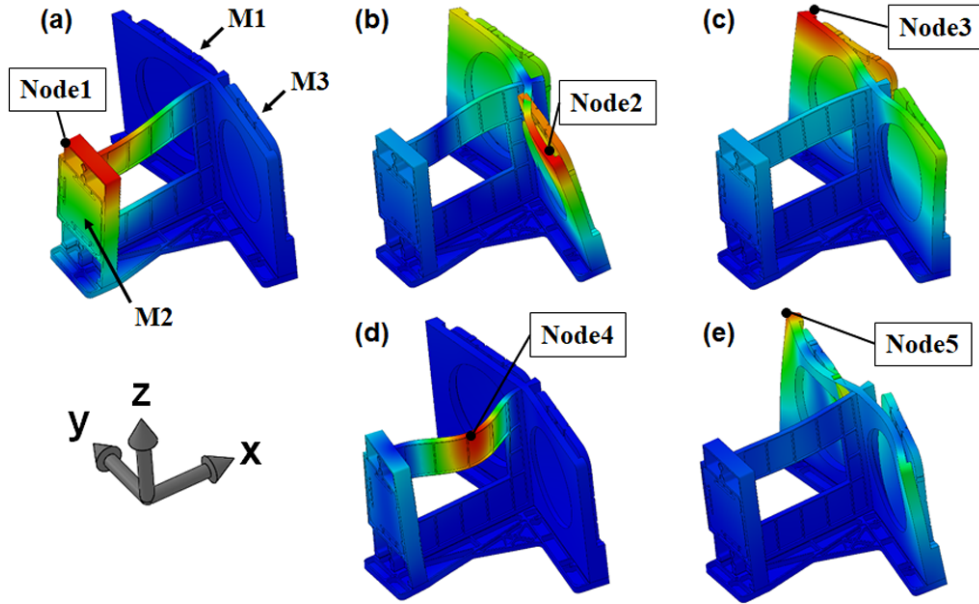 (a)
M1
(b)
(c)
Node3
M3
Node1
Node2
M2
(d)
Node4
(e)
Node5
z
y
x